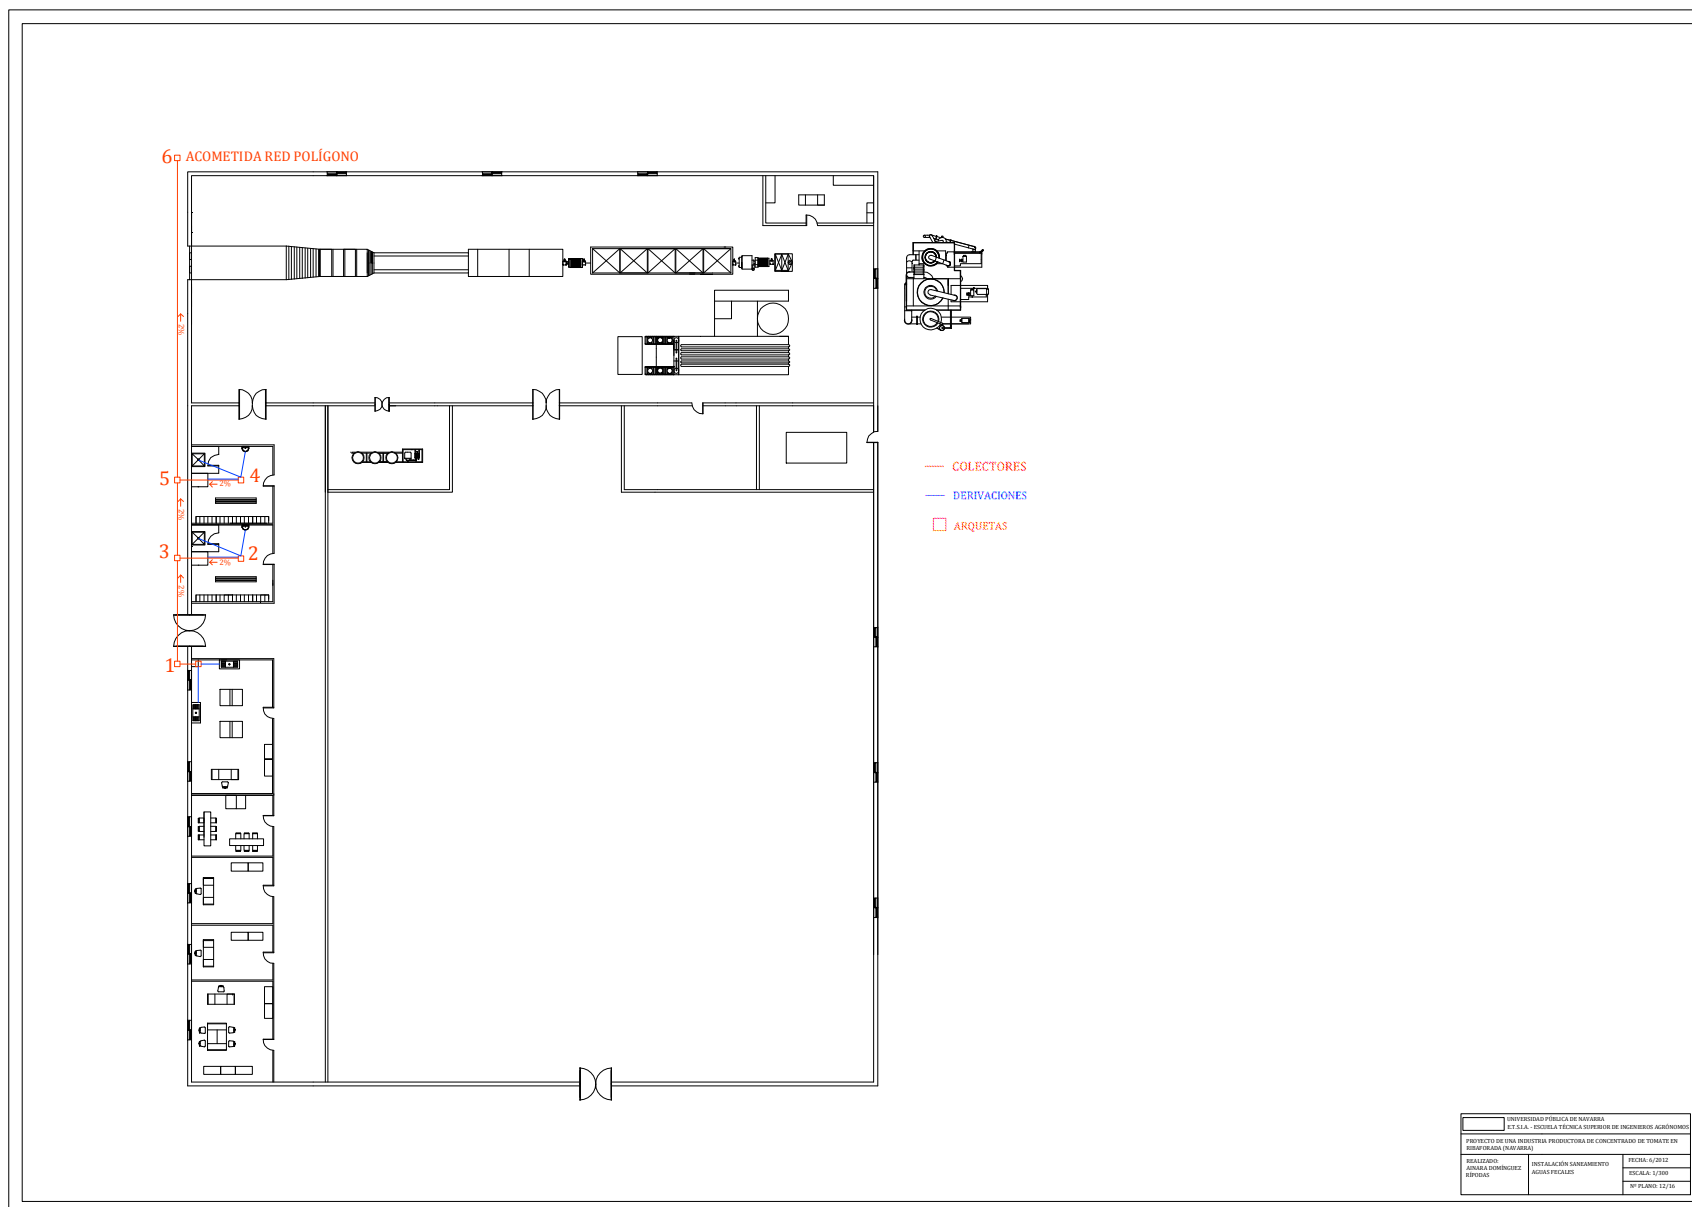 6 ACOMETIDA RED POLÍGONO
2%
5
4
2%
2%
3
2
2%
2%
1
COLECTORES
DERIVACIONES
ARQUETAS
UNIVERSIDAD PÚBLICA DE NAVARRA
E.T.S.I.A. - ESCUELA TÉCNICA SUPERIOR DE INGENIEROS AGRÓNOMOS
PROYECTO DE UNA INDUSTRIA PRODUCTORA DE CONCENTRADO DE TOMATE EN
RIBAFORADA (NAVARRA)
REALIZADO:
AINARA DOMÍNGUEZ
RÍPODAS
INSTALACIÓN SANEAMIENTO
AGUAS FECALES
FECHA: 6/2012
ESCALA: 1/300
Nº PLANO: 12/16